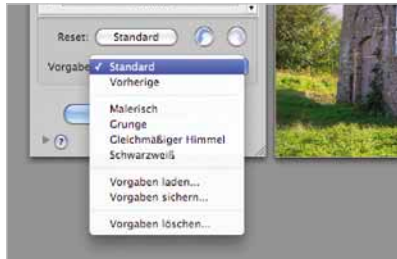 Reset: Standard
Vorgabe ✓ Standard
Vorherige
Malerisch
Grunge
Gleichmäßiger Himmel
Schwarzweiß
Vorgaben laden...
Vorgaben sichern...
Vorgaben löschen...